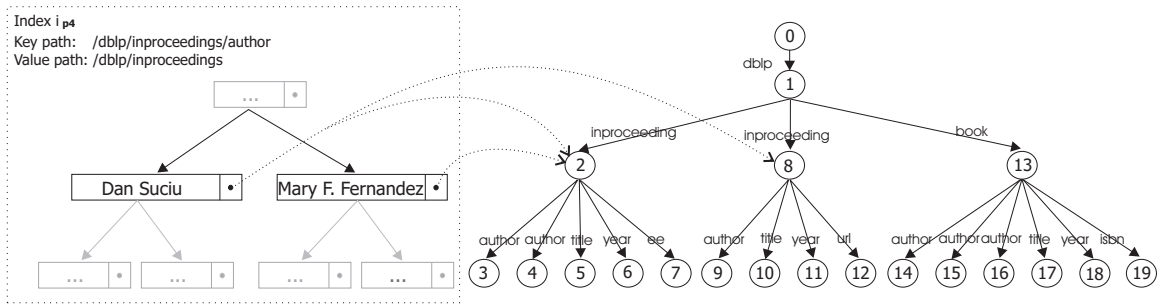 Index i p4
Key path: /dblp/inproceedings/author
Value path: /dblp/inproceedings
...
Dan Suciu
Mary F. Fernandez
... ... ... ...
0
dblp
1
inproceeding inproceeding book
2 8 13
author author title year ee author title year url author author author title year isbn
3 4 5 6 7 9 10 11 12 14 15 16 17 18 19